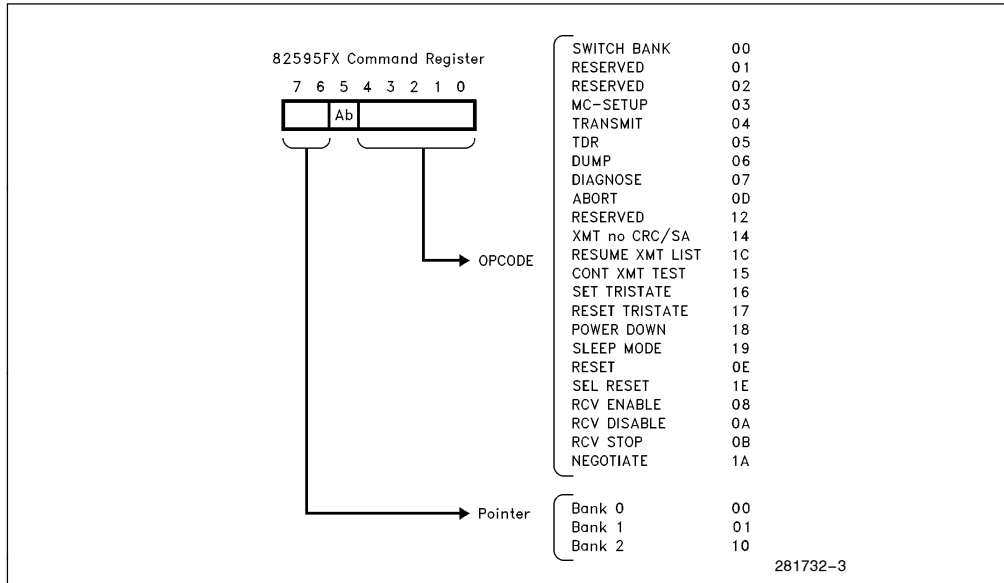 82595FX Command Register
7 6 5 4 3 2 1 0
Ab
OPCODE
SWITCH BANK 00
RESERVED 01
RESERVED 02
MC-SETUP 03
TRANSMIT 04
TDR 05
DUMP 06
DIAGNOSE 07
ABORT 0D
RESERVED 12
XMT no CRC/SA 14
RESUME XMT LIST 1C
CONT XMT TEST 15
SET TRISTATE 16
RESET TRISTATE 17
POWER DOWN 18
SLEEP MODE 19
RESET 0E
SEL RESET 1E
RCV ENABLE 08
RCV DISABLE 0A
RCV STOP 0B
NEGOTIATE 1A
Pointer
Bank 0 00
Bank 1 01
Bank 2 10
281732–3